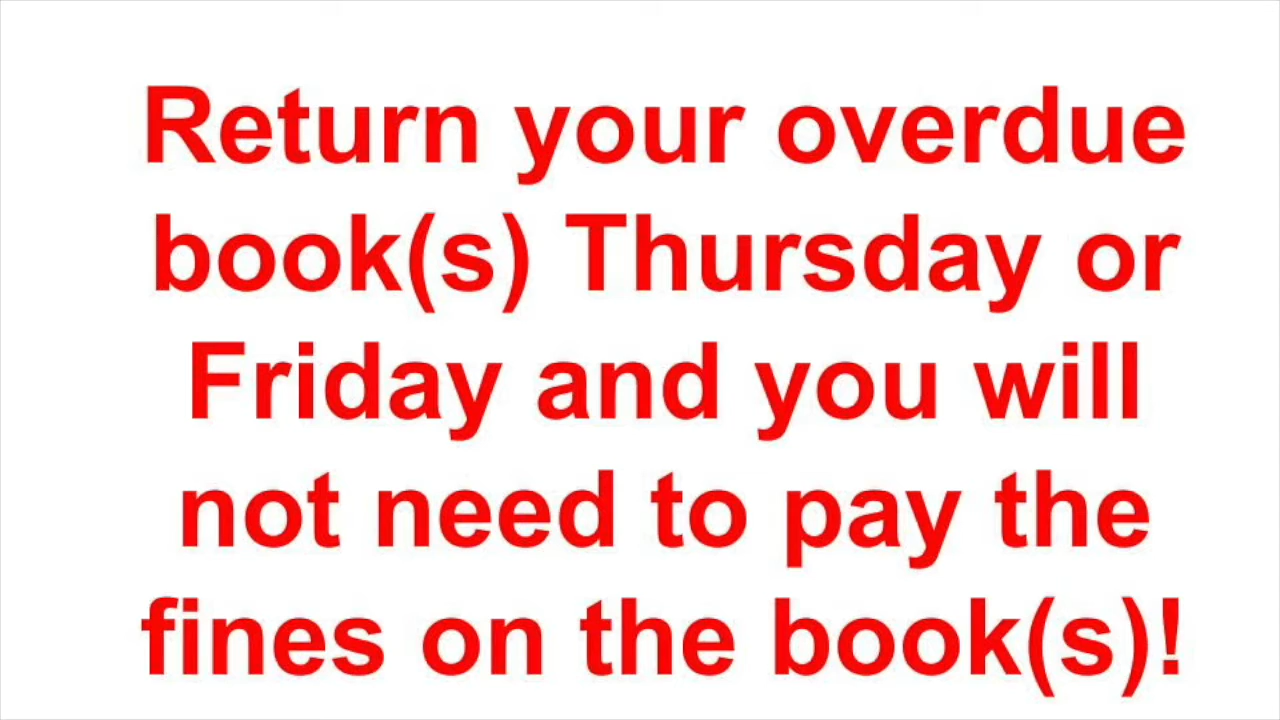 Return your overdue
book(s) Thursday or
Friday and you will
not need to pay the
fines on the book(s)!